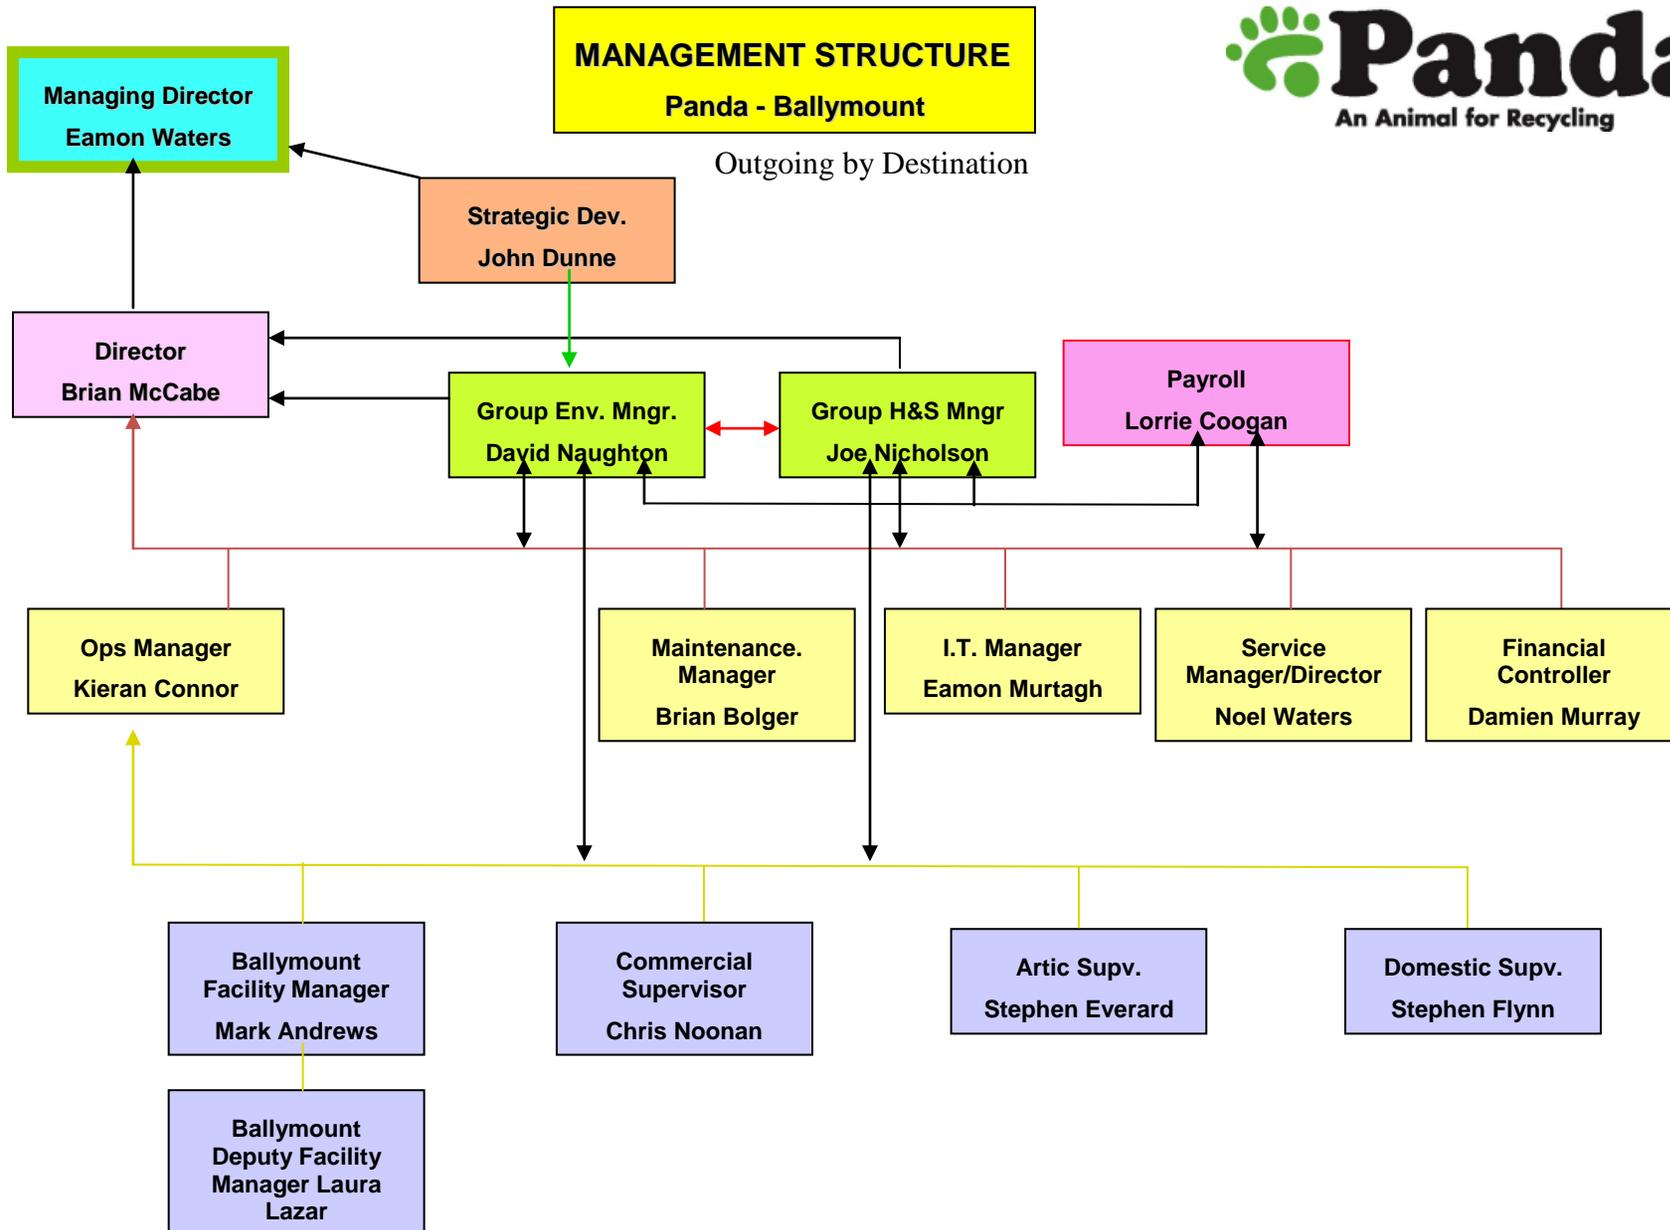 MANAGEMENT STRUCTURE
Panda - Ballymount
Panda
An Animal for Recycling
Managing Director
Eamon Waters
Outgoing by Destination
Strategic Dev.
John Dunne
Director
Brian McCabe
Group Env. Mngr.
David Naughton
Group H&S Mngr
Joe Nicholson
Payroll
Lorrie Coogan
Ops Manager
Kieran Connor
Maintenance.
Manager
Brian Bolger
I.T. Manager
Eamon Murtagh
Service
Manager/Director
Noel Waters
Financial
Controller
Damien Murray
Ballymount
Facility Manager
Mark Andrews
Commercial
Supervisor
Chris Noonan
Artic Supv.
Stephen Everard
Domestic Supv.
Stephen Flynn
Ballymount
Deputy Facility
Manager Laura
Lazar